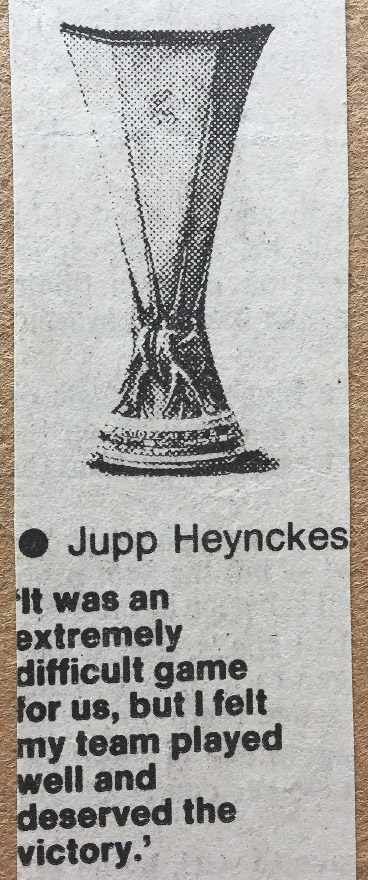 ● Jupp Heynckes
‘It was an
extremely
difficult game
for us, but I felt
my team played
well and
deserved the
victory.’